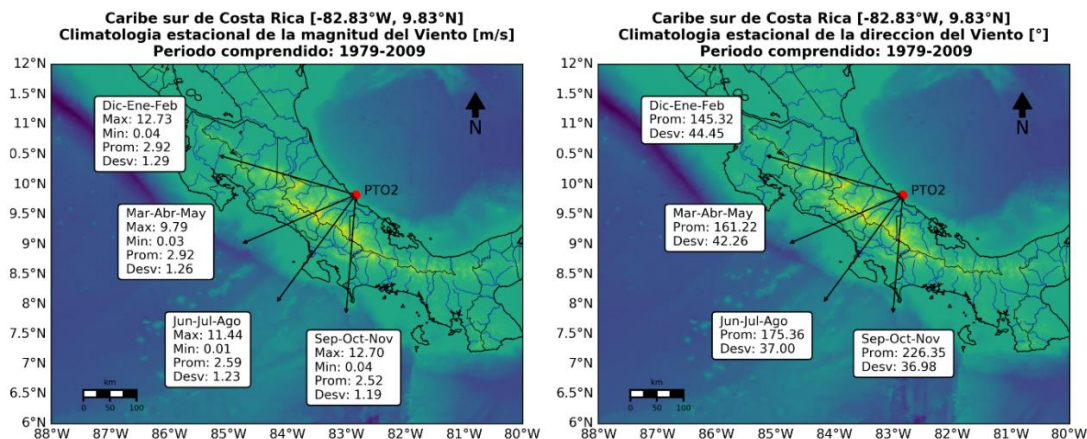 Caribe sur de Costa Rica [-82.83°W, 9.83°N]
Climatologia estacional de la magnitud del Viento [m/s]
Periodo comprendido: 1979-2009
12°N
1.5°N
11°N
0.5°N
10°N
9.5°N
9°N
8.5°N
8°N
7.5°N
7°N
6.5°N
6°N
88°W
87°W
86°W
85°W
84°W
83°W
82°W
81°W
80°W
Dic-Ene-Feb
Max: 12.73
Min: 0.04
Prom: 2.92
Desv: 1.29
N
PTO2
Mar-Abr-May
Max: 9.79
Min: 0.03
Prom: 2.92
Desv: 1.26
Jun-Jul-Ago
Max: 11.44
Min: 0.01
Prom: 2.59
Desv: 1.23
Sep-Oct-Nov
Max: 12.70
Min: 0.04
Prom: 2.52
Desv: 1.19
km
0 50 100
Caribe sur de Costa Rica [-82.83°W, 9.83°N]
Climatologia estacional de la direccion del Viento [°]
Periodo comprendido: 1979-2009
12°N
1.5°N
11°N
0.5°N
10°N
9.5°N
9°N
8.5°N
8°N
7.5°N
7°N
6.5°N
6°N
88°W
87°W
86°W
85°W
84°W
83°W
82°W
81°W
80°W
Dic-Ene-Feb
Prom: 145.32
Desv: 44.45
N
PTO2
Mar-Abr-May
Prom: 161.22
Desv: 42.26
Jun-Jul-Ago
Prom: 175.36
Desv: 37.00
Sep-Oct-Nov
Prom: 226.35
Desv: 36.98
km
0 50 100